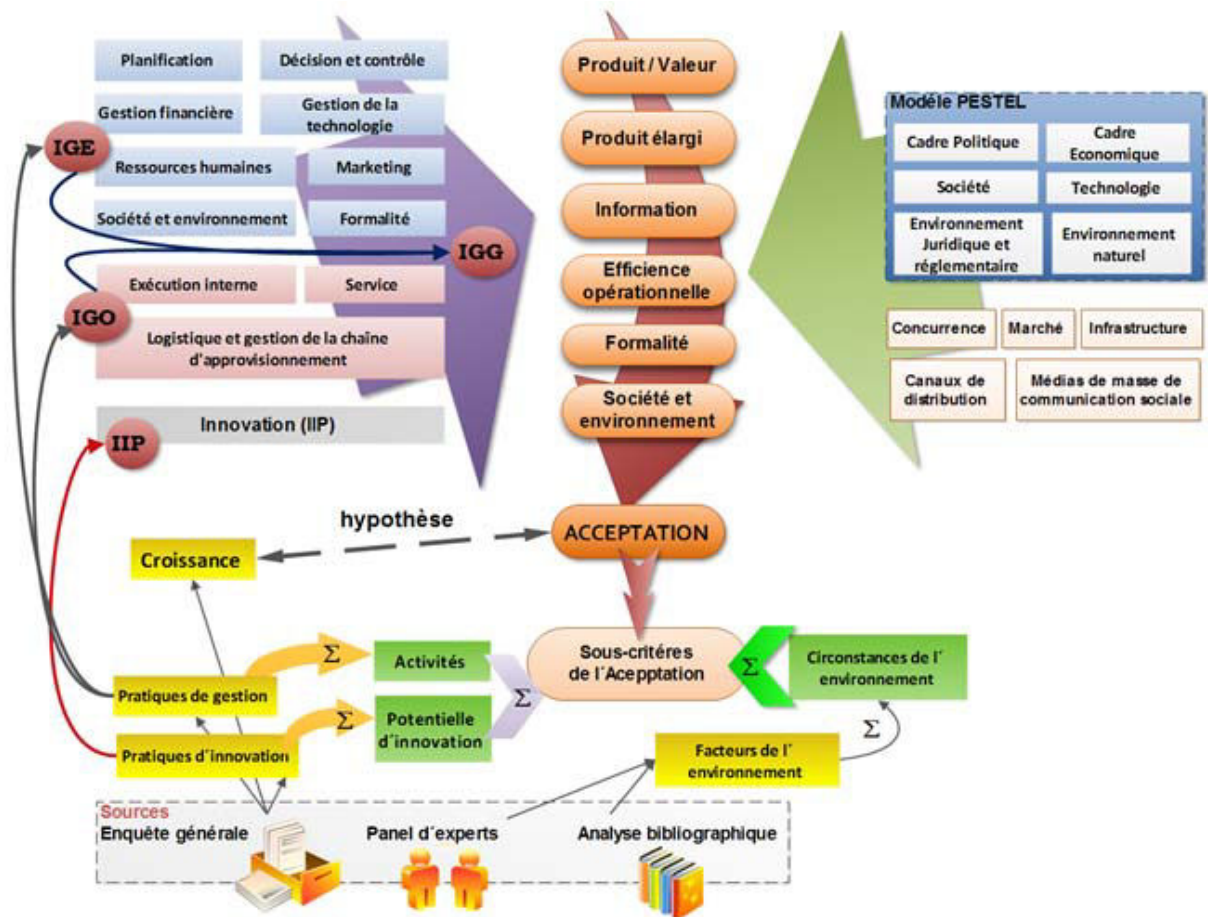 Planification
Décision et contrôle
Gestion financière
Gestion de la
technologie
IGE
Ressources humaines
Marketing
Société et environnement
Formalité
IGG
Exécution interne
Service
IGO
Logistique et gestion de la chaîne
d'approvisionnement
Innovation (IIP)
IIP
Produit / Valeur
Produit élargi
Information
Efficience
opérationnelle
Formalité
Société et
environnement
ACCEPTATION
Modéle PESTEL
Cadre Politique
Cadre
Economique
Société
Technologie
Environnement
Juridique et
réglementaire
Environnement
naturel
Concurrence
Marché
Infrastructure
Canaux de
distribution
Médias de masse de
communication sociale
hypothèse
Croissance
Σ
Activités
Σ
Sous-critéres
de l´Acepptation
Σ
Circonstances de l´
environnement
Pratiques de gestion
Σ
Potentielle
d´innovation
Pratiques d´innovation
Facteurs de l´
environnement
Σ
Sources
Enquête générale
Panel d´experts
Analyse bibliographique